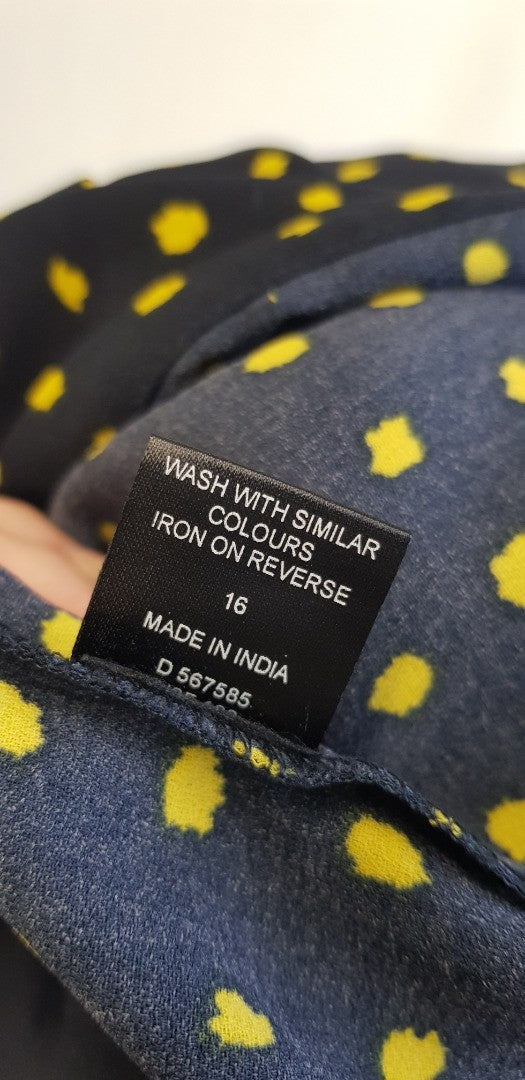 WASH WITH SIMILAR
COLOURS
IRON ON REVERSE
16
MADE IN INDIA
D 567585